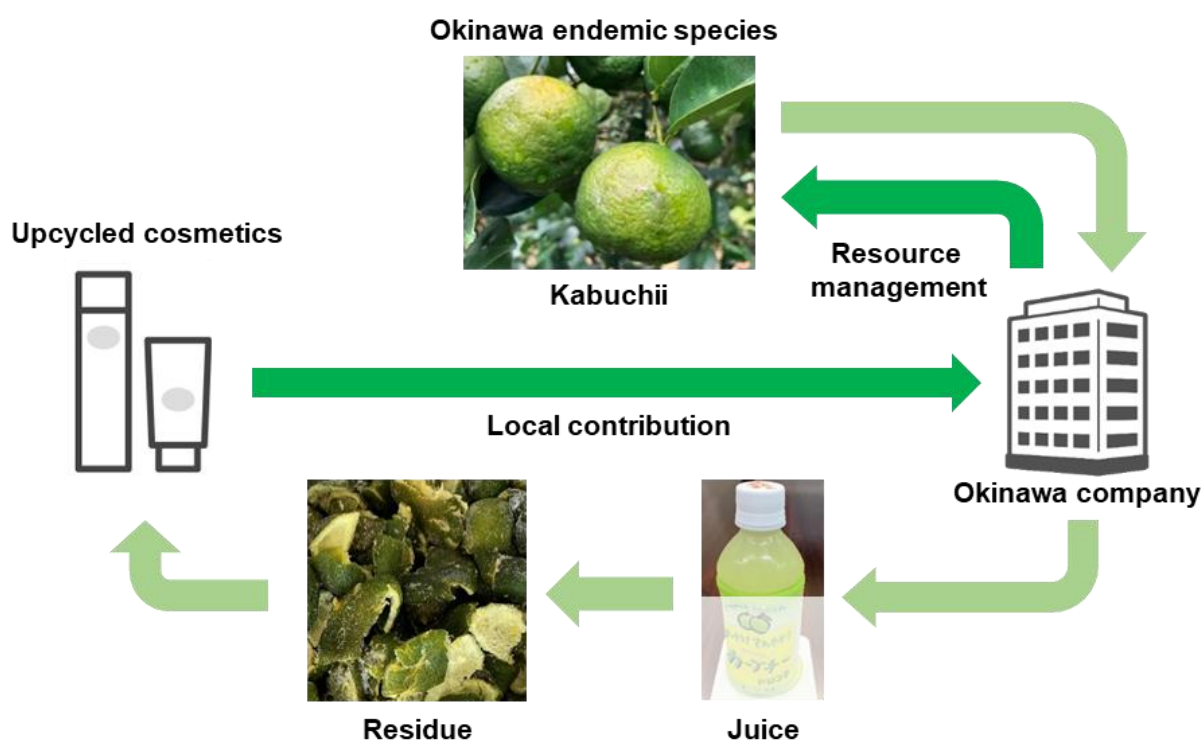 Okinawa endemic species
Kabuchii
Resource
management
Upcycled cosmetics
Local contribution
Okinawa company
Residue
Juice